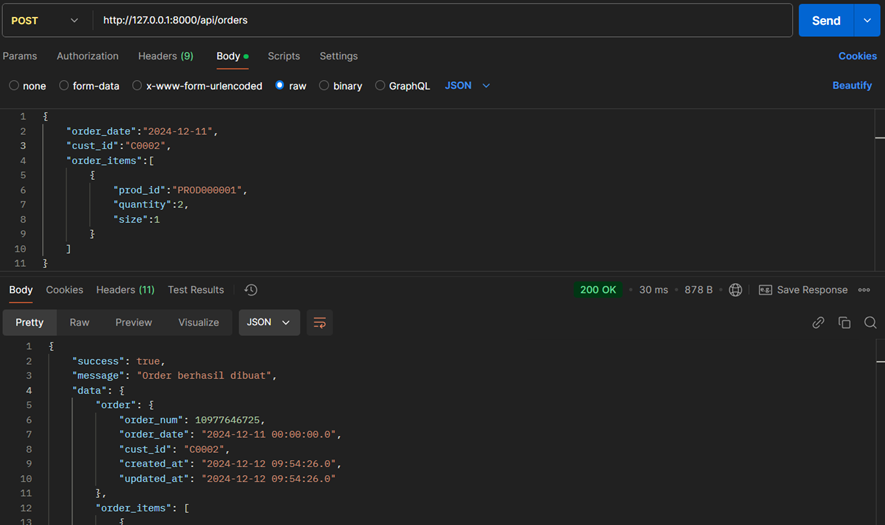 POST http://127.0.0.1:8000/api/orders Send
Params Authorization Headers (9) Body Scripts Settings Cookies
none form-data x-www-form-urlencoded raw binary GraphQL JSON Beautify
1 {
2 "order_date":"2024-12-11",
3 "cust_id":"C0002",
4 "order_items":[
5 {
6 "prod_id":"PROD000001",
7 "quantity":2,
8 "size":1
9 }
10 ]
11 }
Body Cookies Headers (11) Test Results 200 OK • 30 ms • 878 B • e.g. Save Response
Pretty Raw Preview Visualize JSON
1 {
2 "success": true,
3 "message": "Order berhasil dibuat",
4 "data": {
5 "order": {
6 "order_num": 10977646725,
7 "order_date": "2024-12-11 00:00:00.0",
8 "cust_id": "C0002",
9 "created_at": "2024-12-12 09:54:26.0",
10 "updated_at": "2024-12-12 09:54:26.0"
11 },
12 "order_items": [
13 {